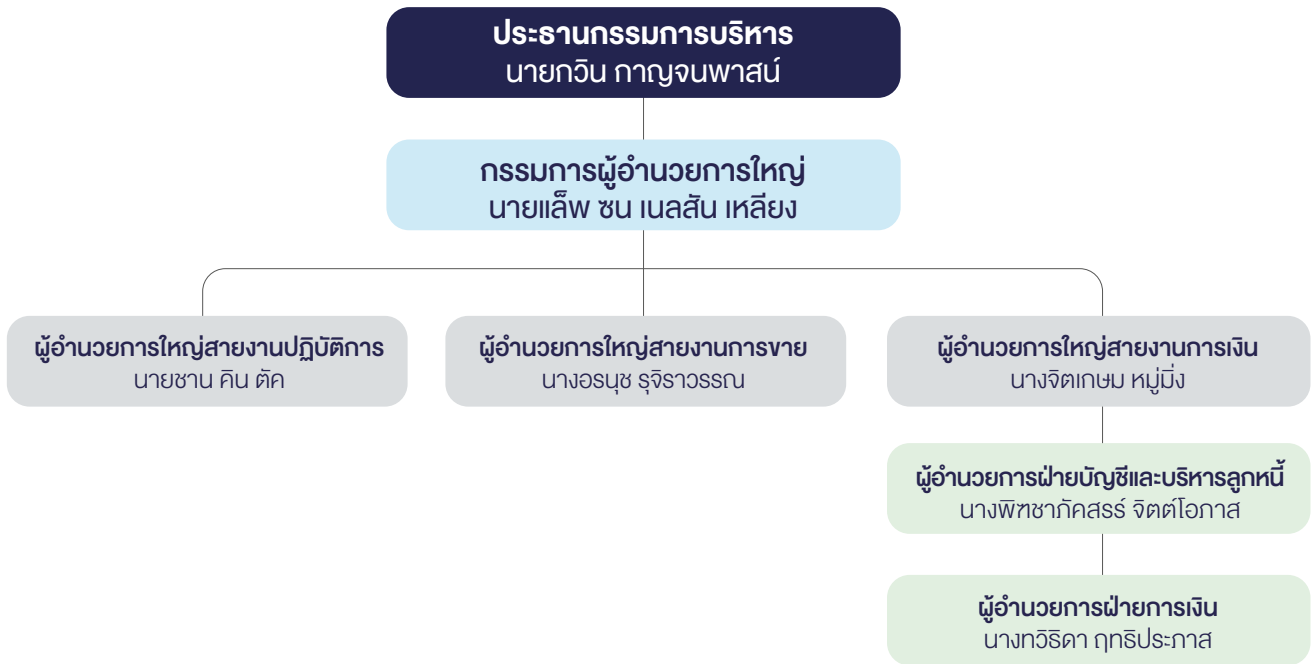 ประธานกรรมการบริหาร
นายกวิน กาญจนพาสน์
กรรมการผู้อำนวยการใหญ่
นายแล็พ ซน เนลสัน เหลียง
ผู้อำนวยการใหญ่สายงานปฏิบัติการ
นายชาน คิน ตัค
ผู้อำนวยการใหญ่สายงานการขาย
นางอรนุช รุจิราวรรณ
ผู้อำนวยการใหญ่สายงานการเงิน
นางจิตเกษม หมู่มิ่ง
ผู้อำนวยการฝ่ายบัญชีและบริหารลูกหนี้
นางพิฑชาภัคสรร์ จิตต์โอภาส
ผู้อำนวยการฝ่ายการเงิน
นางทวิธิดา ฤทธิประภาส